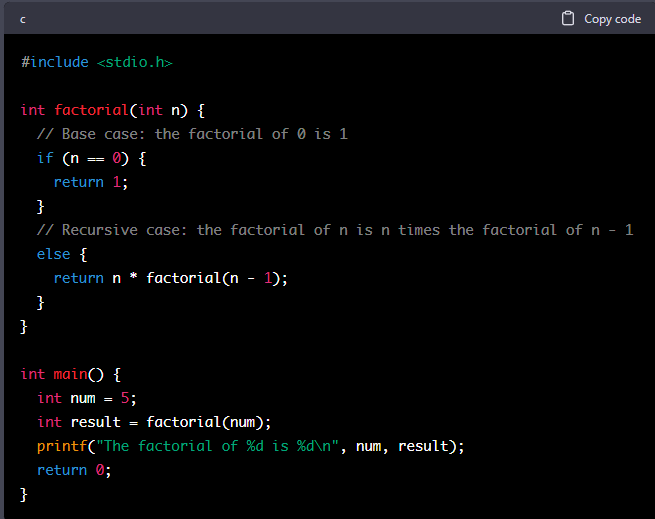 c Copy code
#include <stdio.h>

int factorial(int n) {
  // Base case: the factorial of 0 is 1
  if (n == 0) {
    return 1;
  }
  // Recursive case: the factorial of n is n times the factorial of n - 1
  else {
    return n * factorial(n - 1);
  }
}

int main() {
  int num = 5;
  int result = factorial(num);
  printf("The factorial of %d is %d\n", num, result);
  return 0;
}